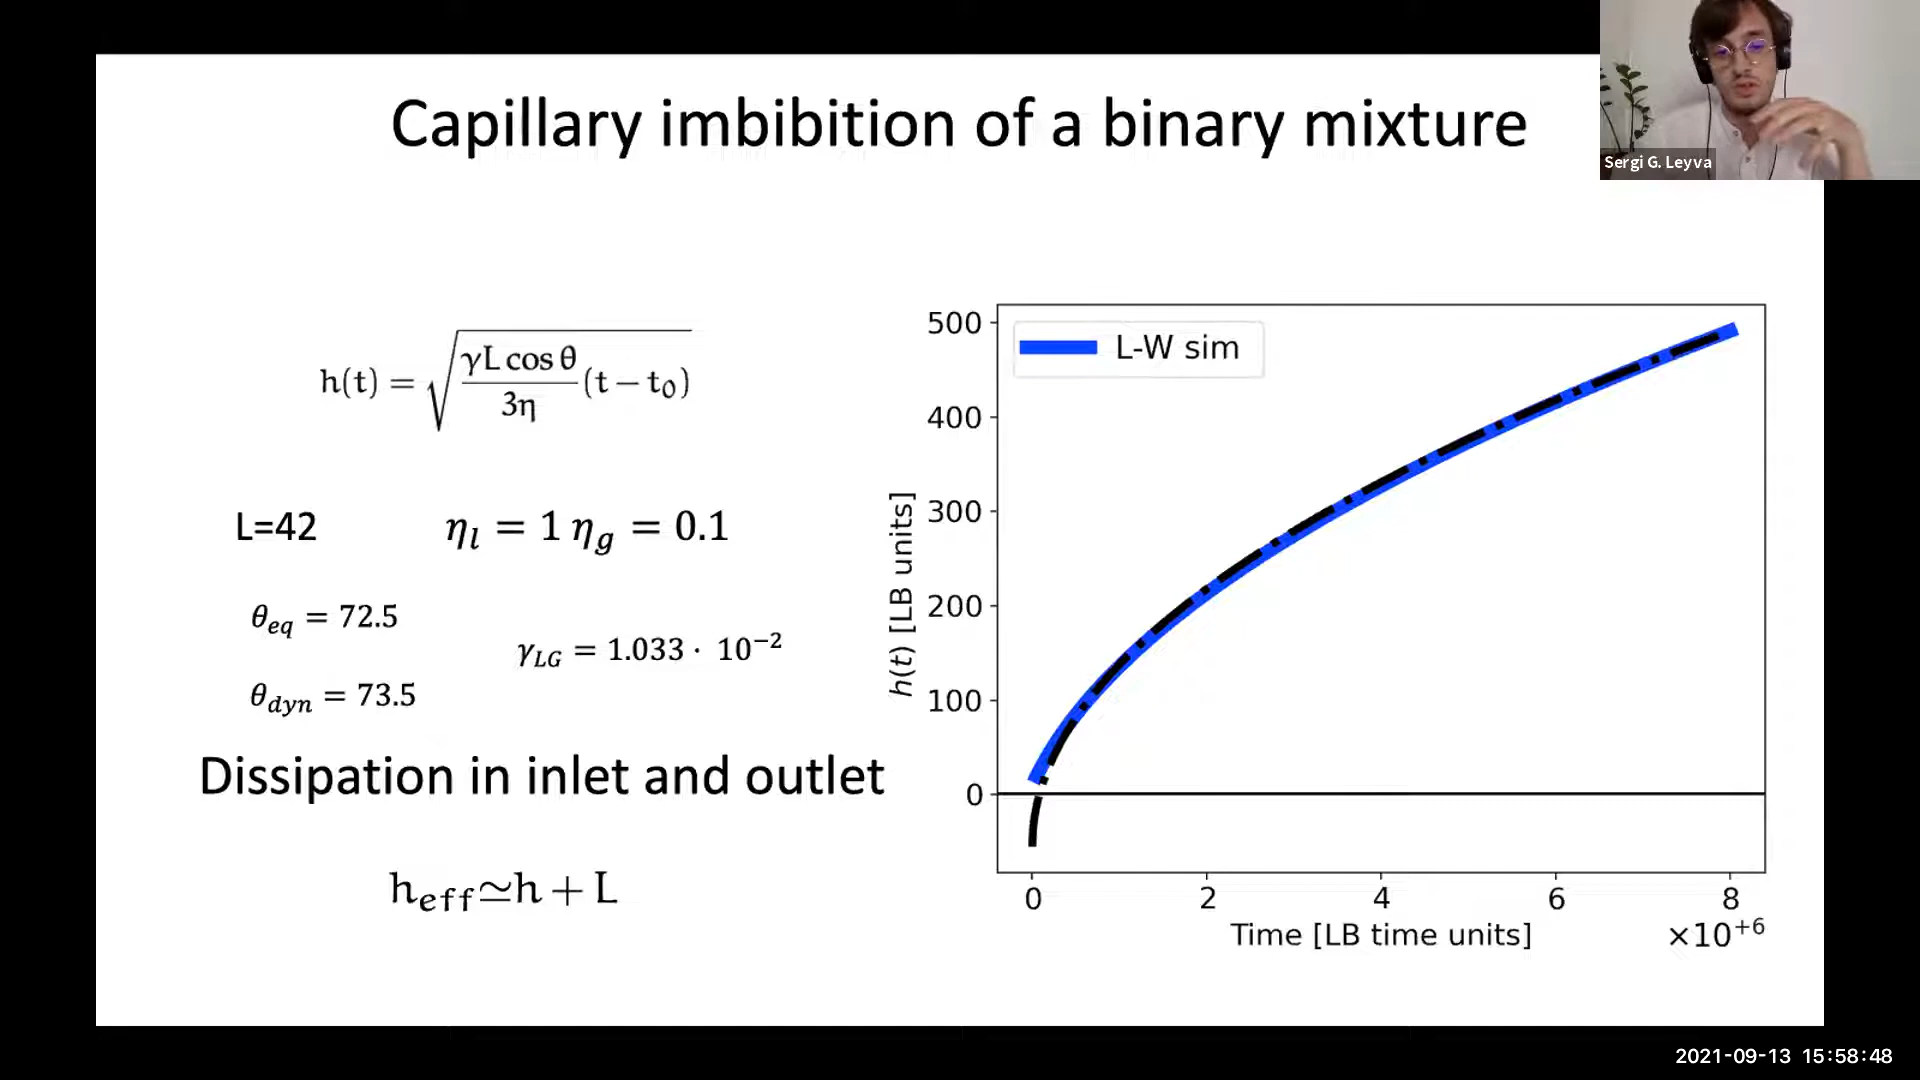 Capillary imbibition of a binary mixture
Sergi G. Leyva
h(t) = √(γL cos θ / 3η (t − t₀))
L=42
η_l = 1 η_g = 0.1
θ_eq = 72.5
γ_LG = 1.033 · 10⁻²
θ_dyn = 73.5
Dissipation in inlet and outlet
h_eff≃h + L
L-W sim
500
400
300
200
100
0
h(t) [LB units]
0 2 4 6 8
Time [LB time units]
×10⁺⁶
2021-09-13 15:58:48